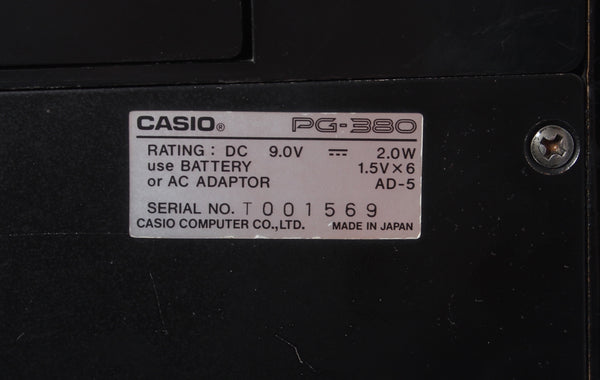 CASIO® PG-380
RATING : DC 9.0V ⎓ 2.0W
use BATTERY 1.5V×6
or AC ADAPTOR AD-5
SERIAL NO. T001569
CASIO COMPUTER CO.,LTD. MADE IN JAPAN